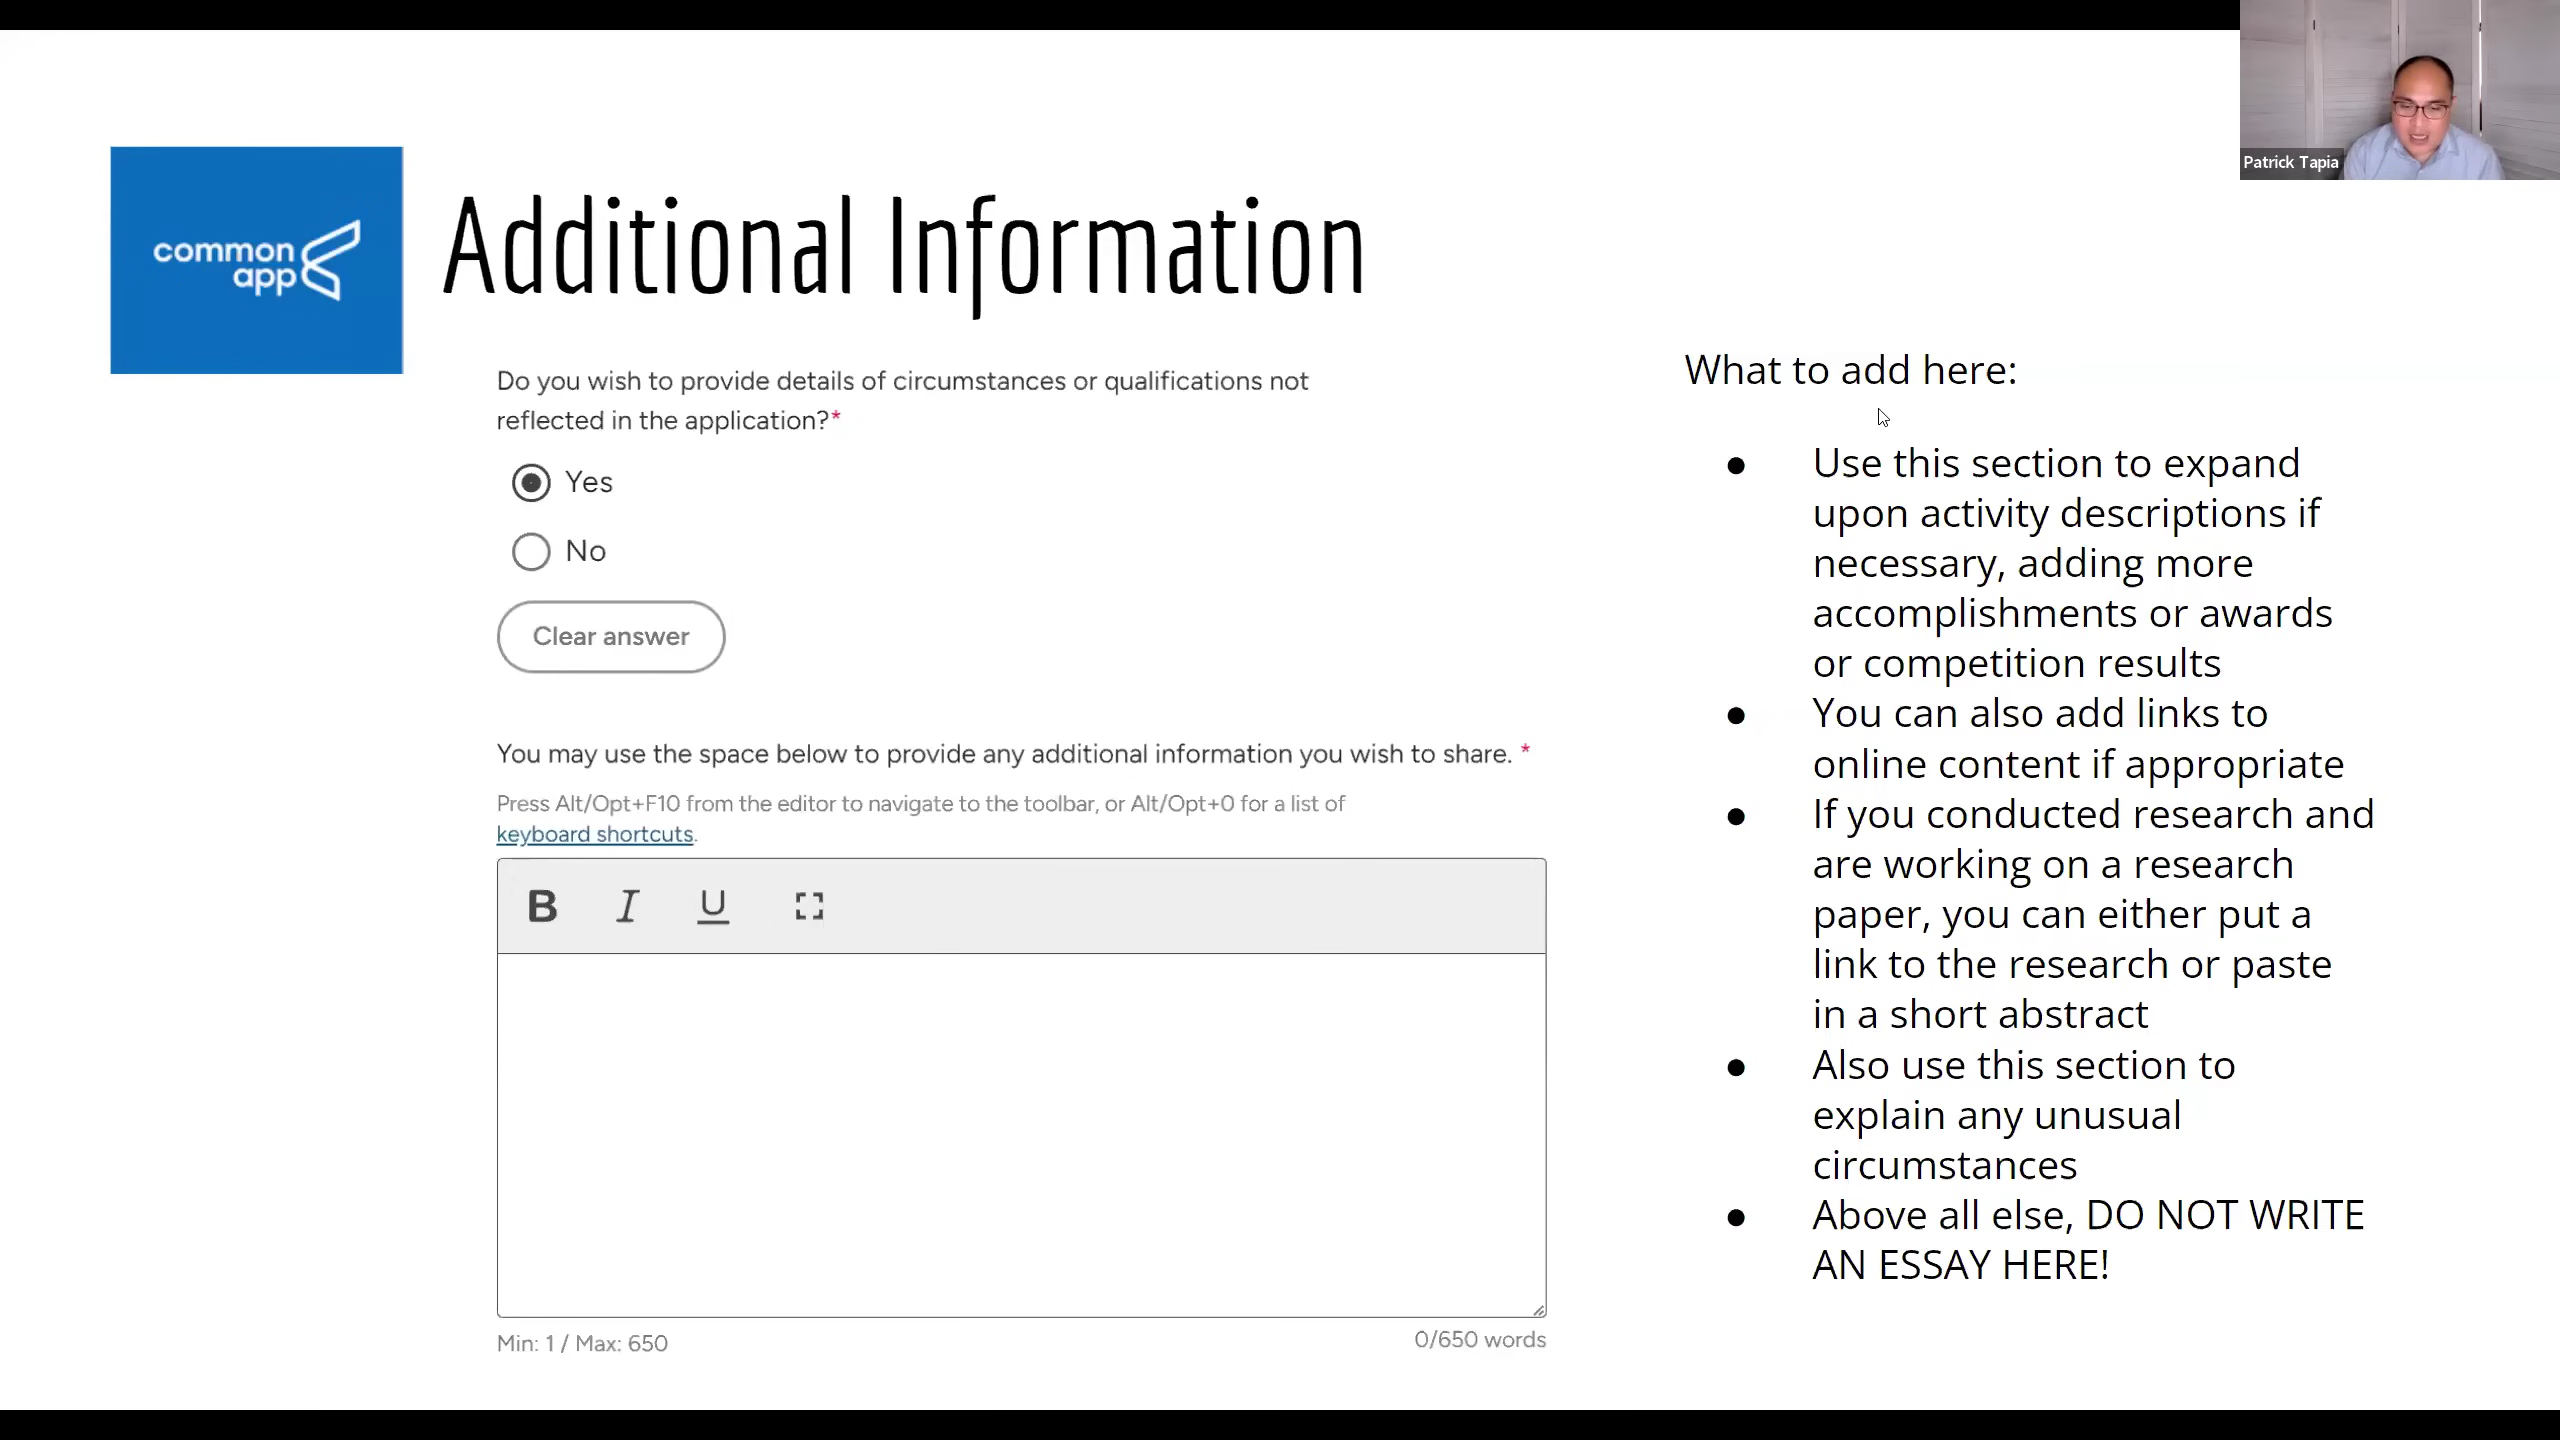 Patrick Tapia
common
app
Additional Information
Do you wish to provide details of circumstances or qualifications not
reflected in the application?*
Yes
No
Clear answer
You may use the space below to provide any additional information you wish to share. *
Press Alt/Opt+F10 from the editor to navigate to the toolbar, or Alt/Opt+0 for a list of
keyboard shortcuts.
B I U
Min: 1 / Max: 650
0/650 words
What to add here:
● Use this section to expand
upon activity descriptions if
necessary, adding more
accomplishments or awards
or competition results
● You can also add links to
online content if appropriate
● If you conducted research and
are working on a research
paper, you can either put a
link to the research or paste
in a short abstract
● Also use this section to
explain any unusual
circumstances
● Above all else, DO NOT WRITE
AN ESSAY HERE!